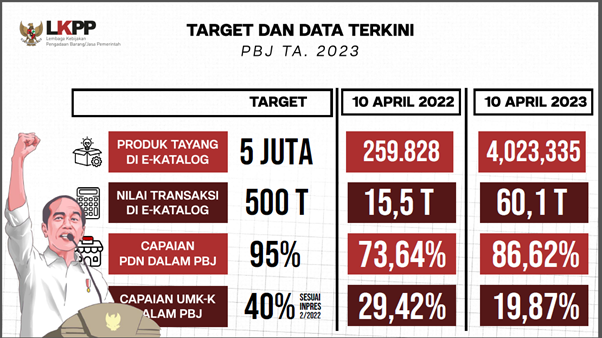 LKPP
Lembaga Kebijakan
Pengadaan Barang/Jasa Pemerintah
TARGET DAN DATA TERKINI
PBJ TA. 2023
TARGET
10 APRIL 2022
10 APRIL 2023
PRODUK TAYANG
DI E-KATALOG
5 JUTA
259.828
4,023,335
NILAI TRANSAKSI
DI E-KATALOG
500 T
15,5 T
60,1 T
CAPAIAN
PDN DALAM PBJ
95%
73,64%
86,62%
CAPAIAN UMK-K
DALAM PBJ
40%
SESUAI
INPRES
2/2022
29,42%
19,87%